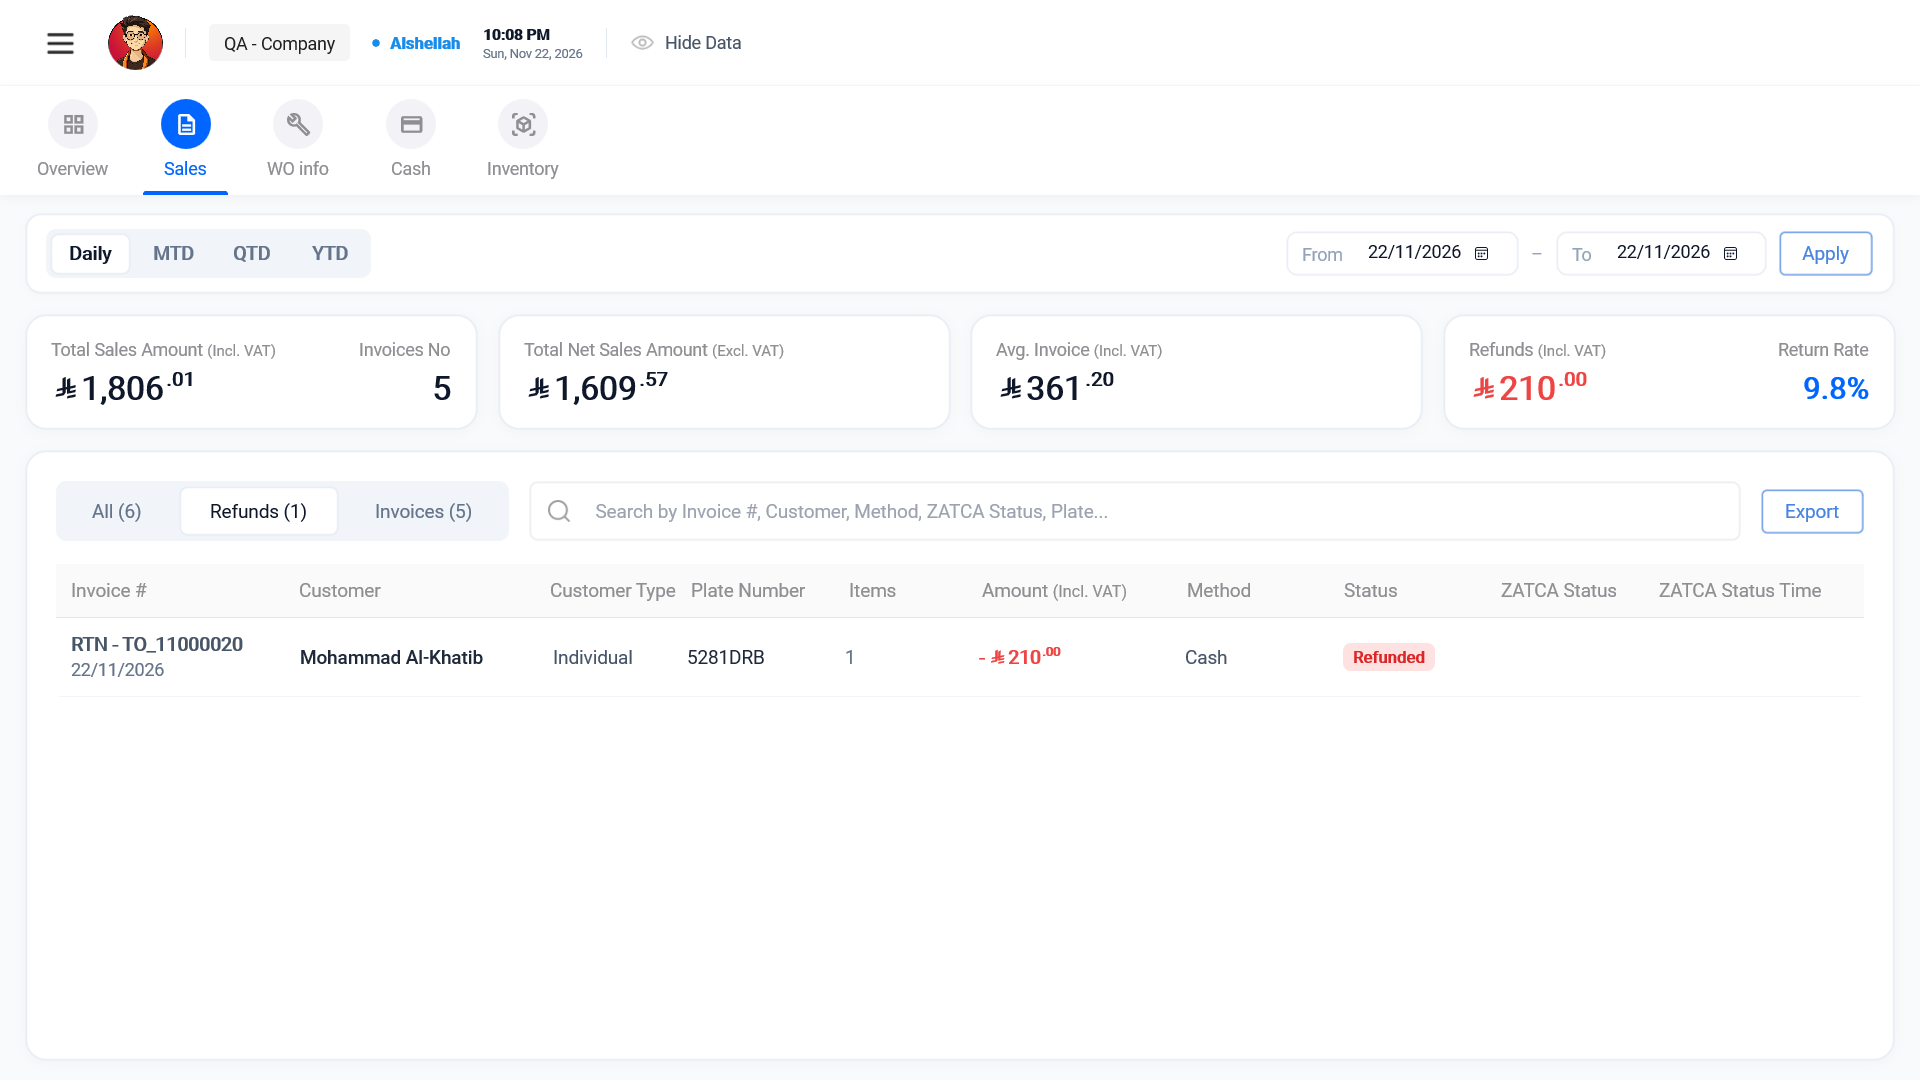 QA - Company
Alshellah
10:08 PM
Sun, Nov 22, 2026
Hide Data
Overview
Sales
WO info
Cash
Inventory
Daily
MTD
QTD
YTD
From
22/11/2026
–
To
22/11/2026
Apply
Total Sales Amount (Incl. VAT)
Invoices No
1,806.01
5
Total Net Sales Amount (Excl. VAT)
1,609.57
Avg. Invoice (Incl. VAT)
361.20
Refunds (Incl. VAT)
Return Rate
210.00
9.8%
All (6)
Refunds (1)
Invoices (5)
Search by Invoice #, Customer, Method, ZATCA Status, Plate...
Export
Invoice #
Customer
Customer Type
Plate Number
Items
Amount (Incl. VAT)
Method
Status
ZATCA Status
ZATCA Status Time
RTN - TO_11000020
22/11/2026
Mohammad Al-Khatib
Individual
5281DRB
1
- 210.00
Cash
Refunded